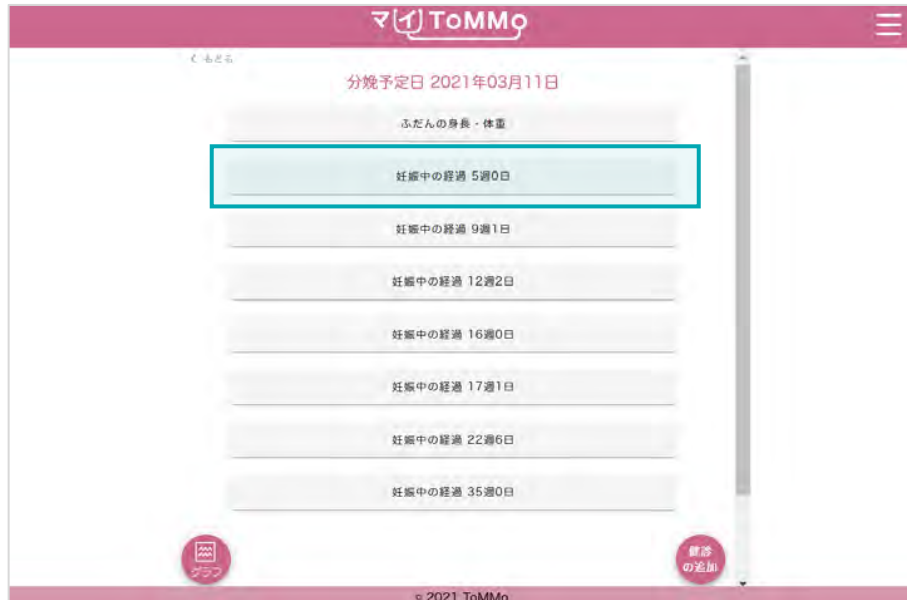 マイ ToMMo
く もどる
分娩予定日 2021年03月11日
ふだんの身長・体重
妊娠中の経過 5週0日
妊娠中の経過 9週1日
妊娠中の経過 12週2日
妊娠中の経過 16週0日
妊娠中の経過 17週1日
妊娠中の経過 22週6日
妊娠中の経過 35週0日
グラフ
健診
の追加
© 2021 ToMMo